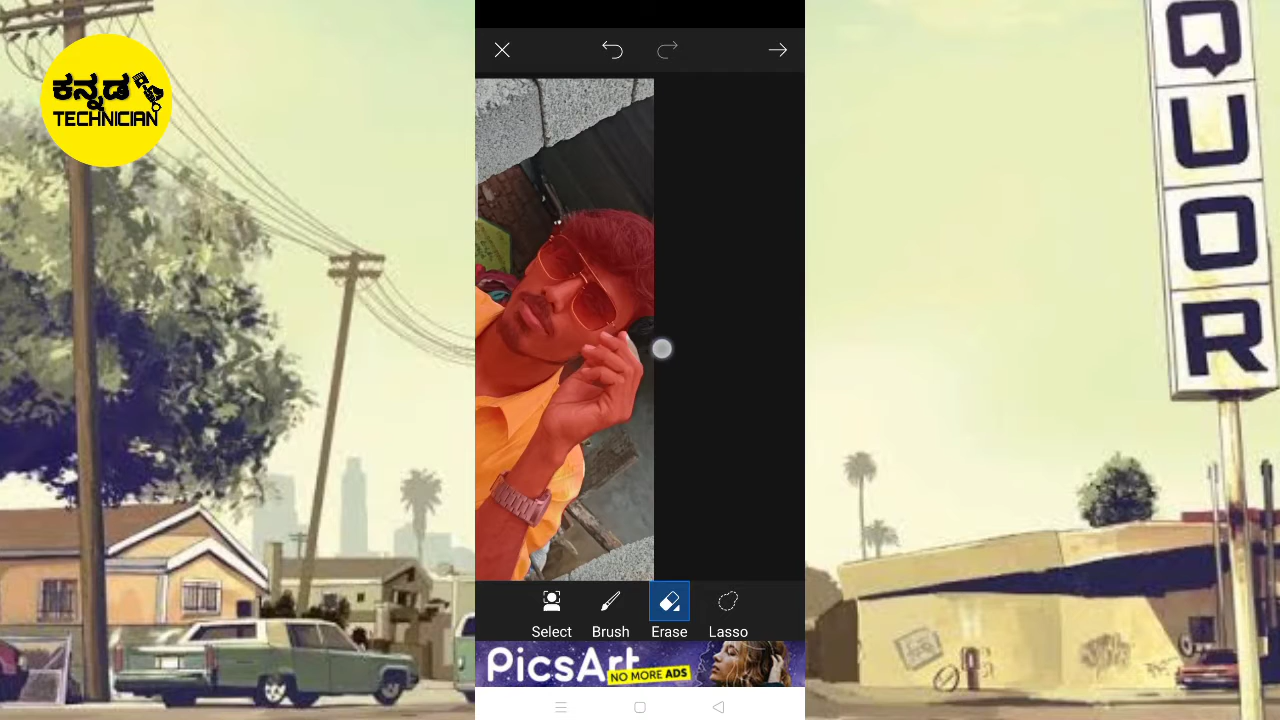 ಕನ್ನಡ
TECHNICIAN
QUOR
Select Brush Erase Lasso
PicsArt
NO MORE ADS